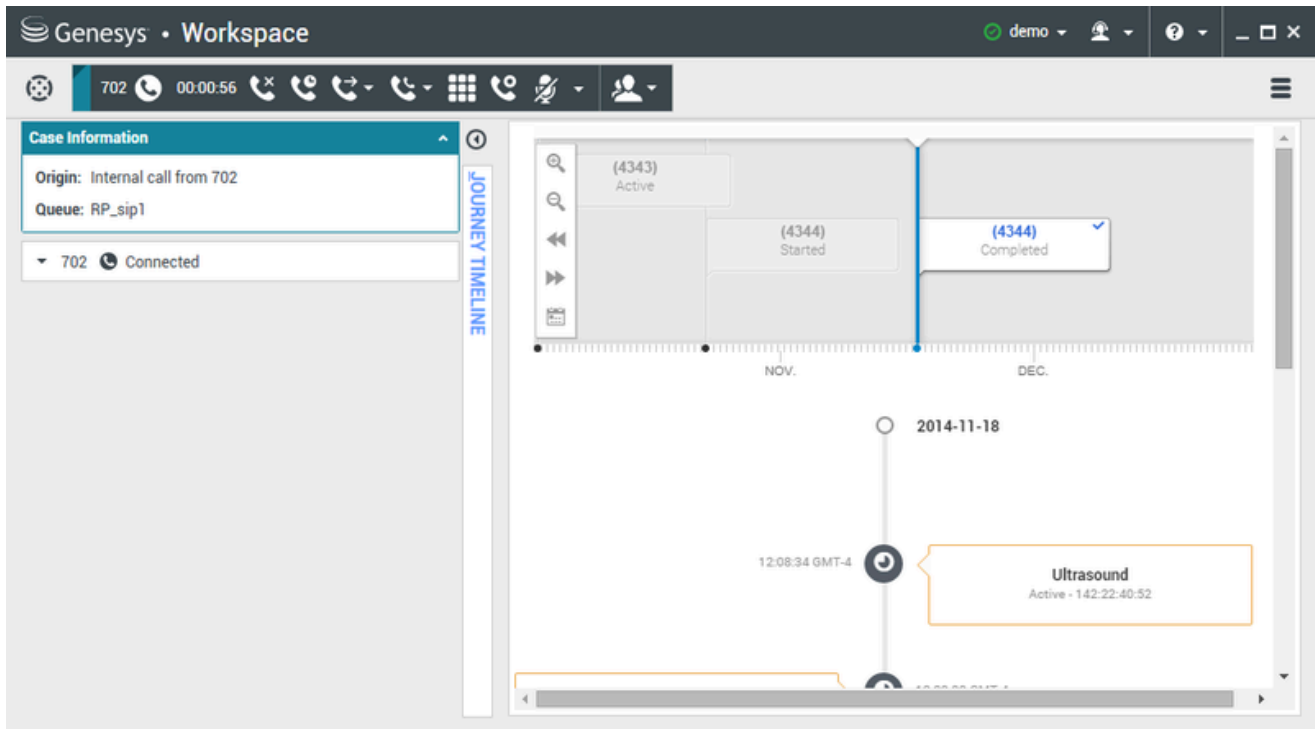 Genesys • Workspace
demo
702 00:00:56
Case Information
Origin: Internal call from 702
Queue: RP_sip1
702 Connected
JOURNEY TIMELINE
(4343)
Active
(4344)
Started
(4344)
Completed
NOV. DEC.
2014-11-18
12:08:34 GMT-4
Ultrasound
Active - 142:22:40:52